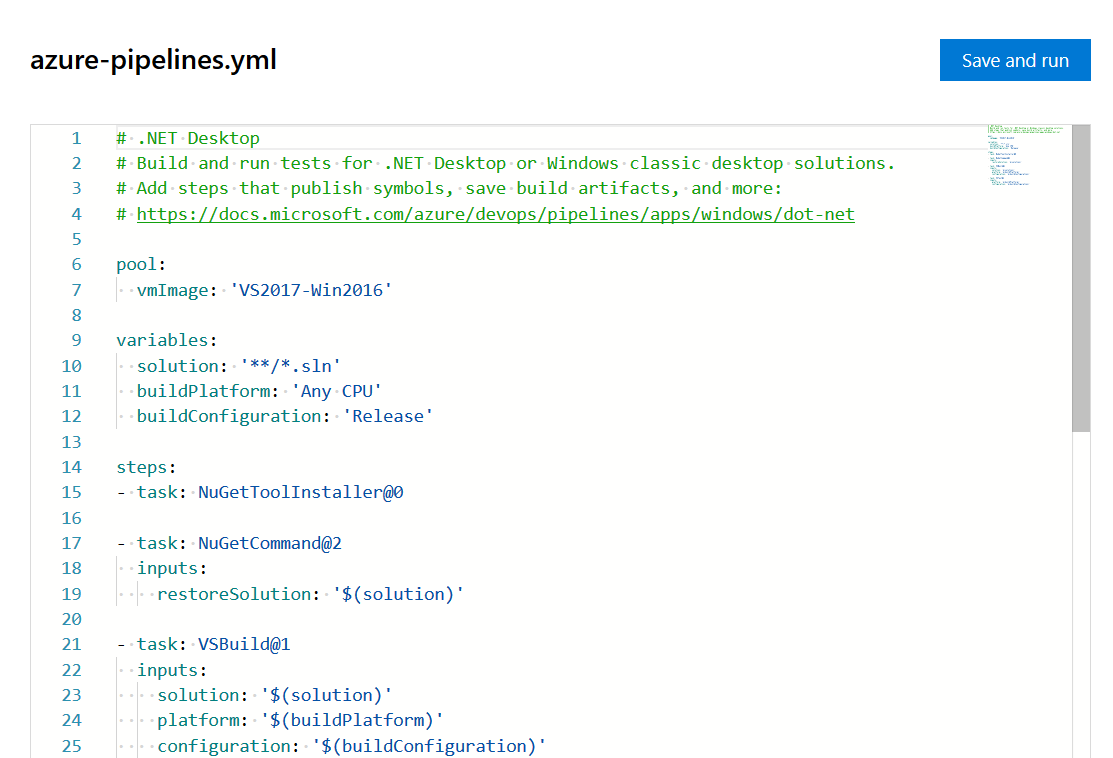 azure-pipelines.yml
Save and run
1 # .NET Desktop
2 # Build and run tests for .NET Desktop or Windows classic desktop solutions.
3 # Add steps that publish symbols, save build artifacts, and more:
4 # https://docs.microsoft.com/azure/devops/pipelines/apps/windows/dot-net
5
6 pool:
7   vmImage: 'VS2017-Win2016'
8
9 variables:
10   solution: '**/*.sln'
11   buildPlatform: 'Any CPU'
12   buildConfiguration: 'Release'
13
14 steps:
15 - task: NuGetToolInstaller@0
16
17 - task: NuGetCommand@2
18   inputs:
19     restoreSolution: '$(solution)'
20
21 - task: VSBuild@1
22   inputs:
23     solution: '$(solution)'
24     platform: '$(buildPlatform)'
25     configuration: '$(buildConfiguration)'